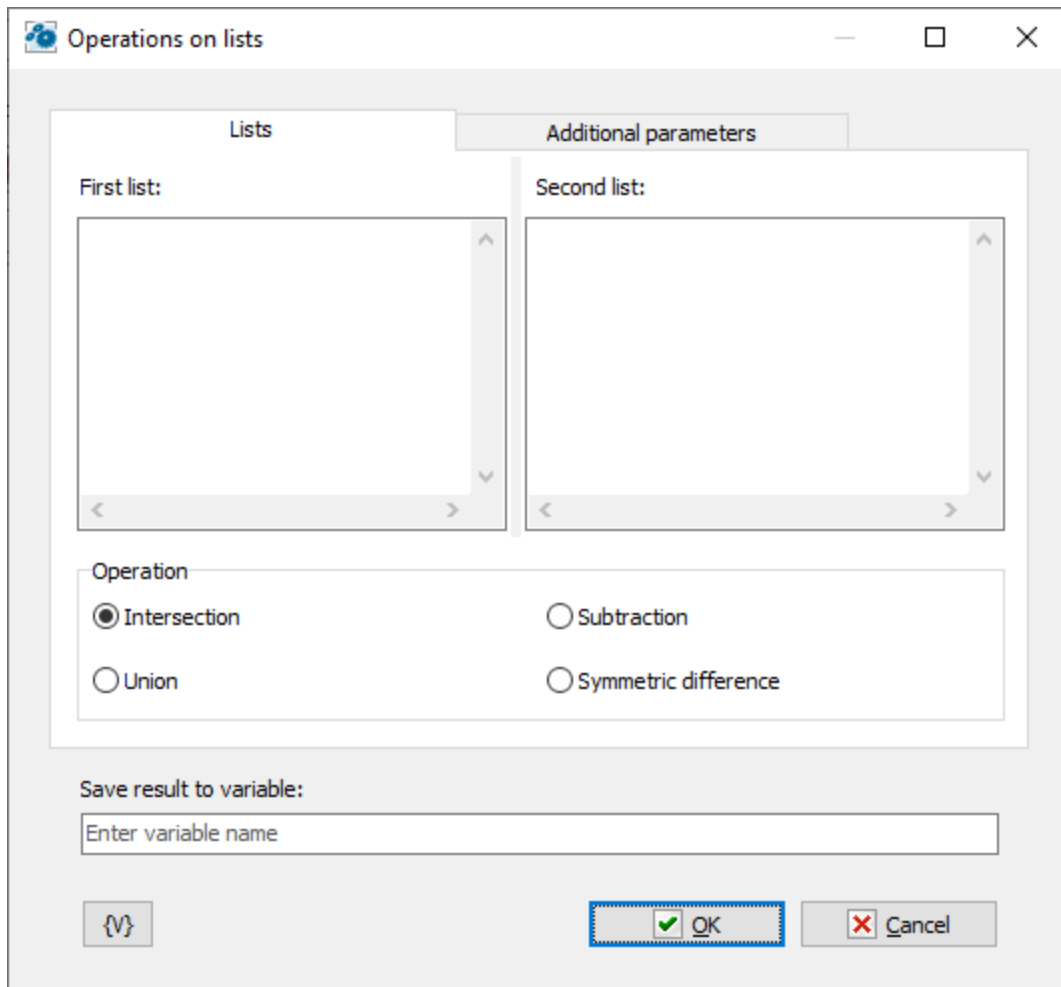 Operations on lists
Lists
Additional parameters
First list:
Second list:
Operation
Intersection
Subtraction
Union
Symmetric difference
Save result to variable:
Enter variable name
{V}
OK
Cancel